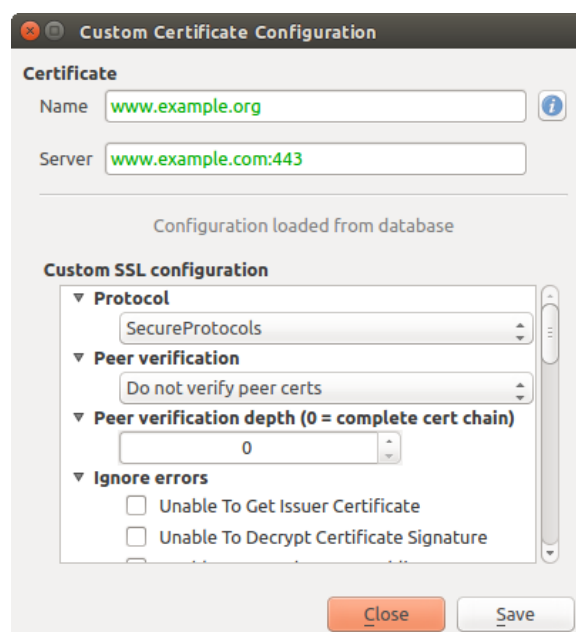 Custom Certificate Configuration
Certificate
Name www.example.org
Server www.example.com:443
Configuration loaded from database
Custom SSL configuration
Protocol
SecureProtocols
Peer verification
Do not verify peer certs
Peer verification depth (0 = complete cert chain)
0
Ignore errors
Unable To Get Issuer Certificate
Unable To Decrypt Certificate Signature
Close Save